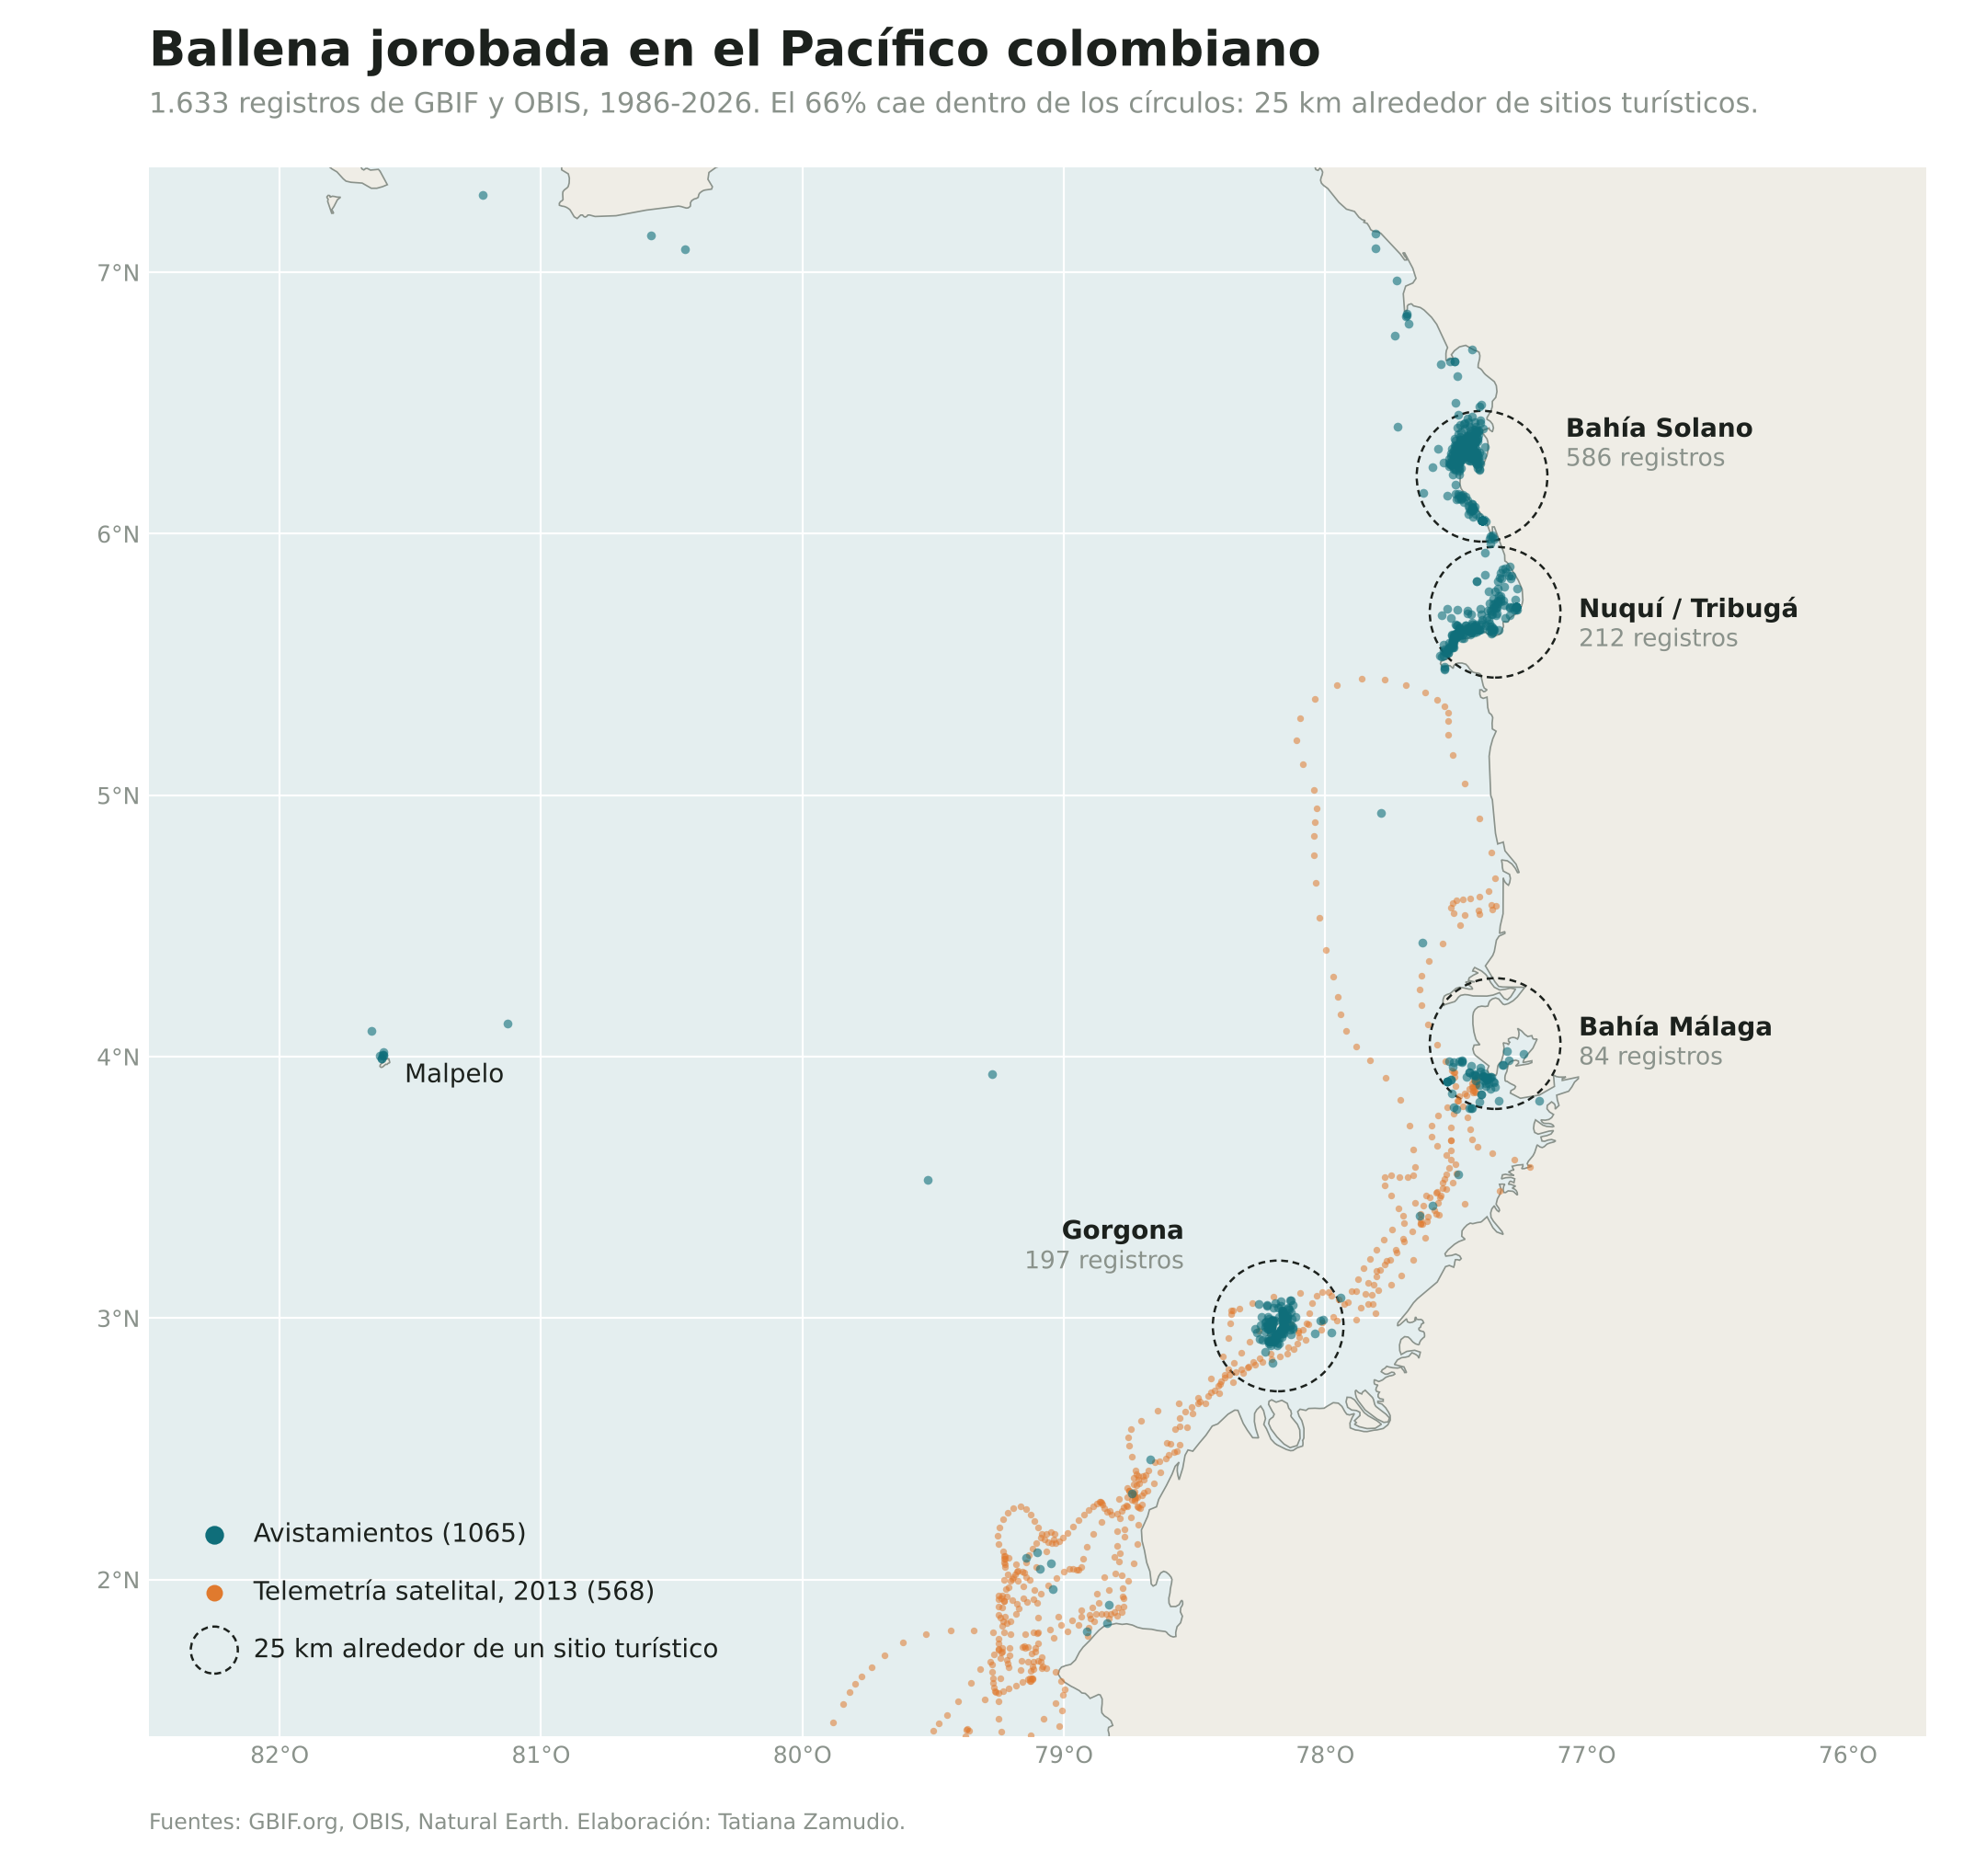 Ballena jorobada en el Pacífico colombiano
1.633 registros de GBIF y OBIS, 1986-2026. El 66% cae dentro de los círculos: 25 km alrededor de sitios turísticos.
7°N
Bahía Solano
586 registros
6°N
Nuquí / Tribugá
212 registros
5°N
Bahía Málaga
84 registros
4°N
Malpelo
Gorgona
197 registros
3°N
Avistamientos (1065)
2°N
Telemetría satelital, 2013 (568)
25 km alrededor de un sitio turístico
82°O
81°O
80°O
79°O
78°O
77°O
76°O
Fuentes: GBIF.org, OBIS, Natural Earth. Elaboración: Tatiana Zamudio.